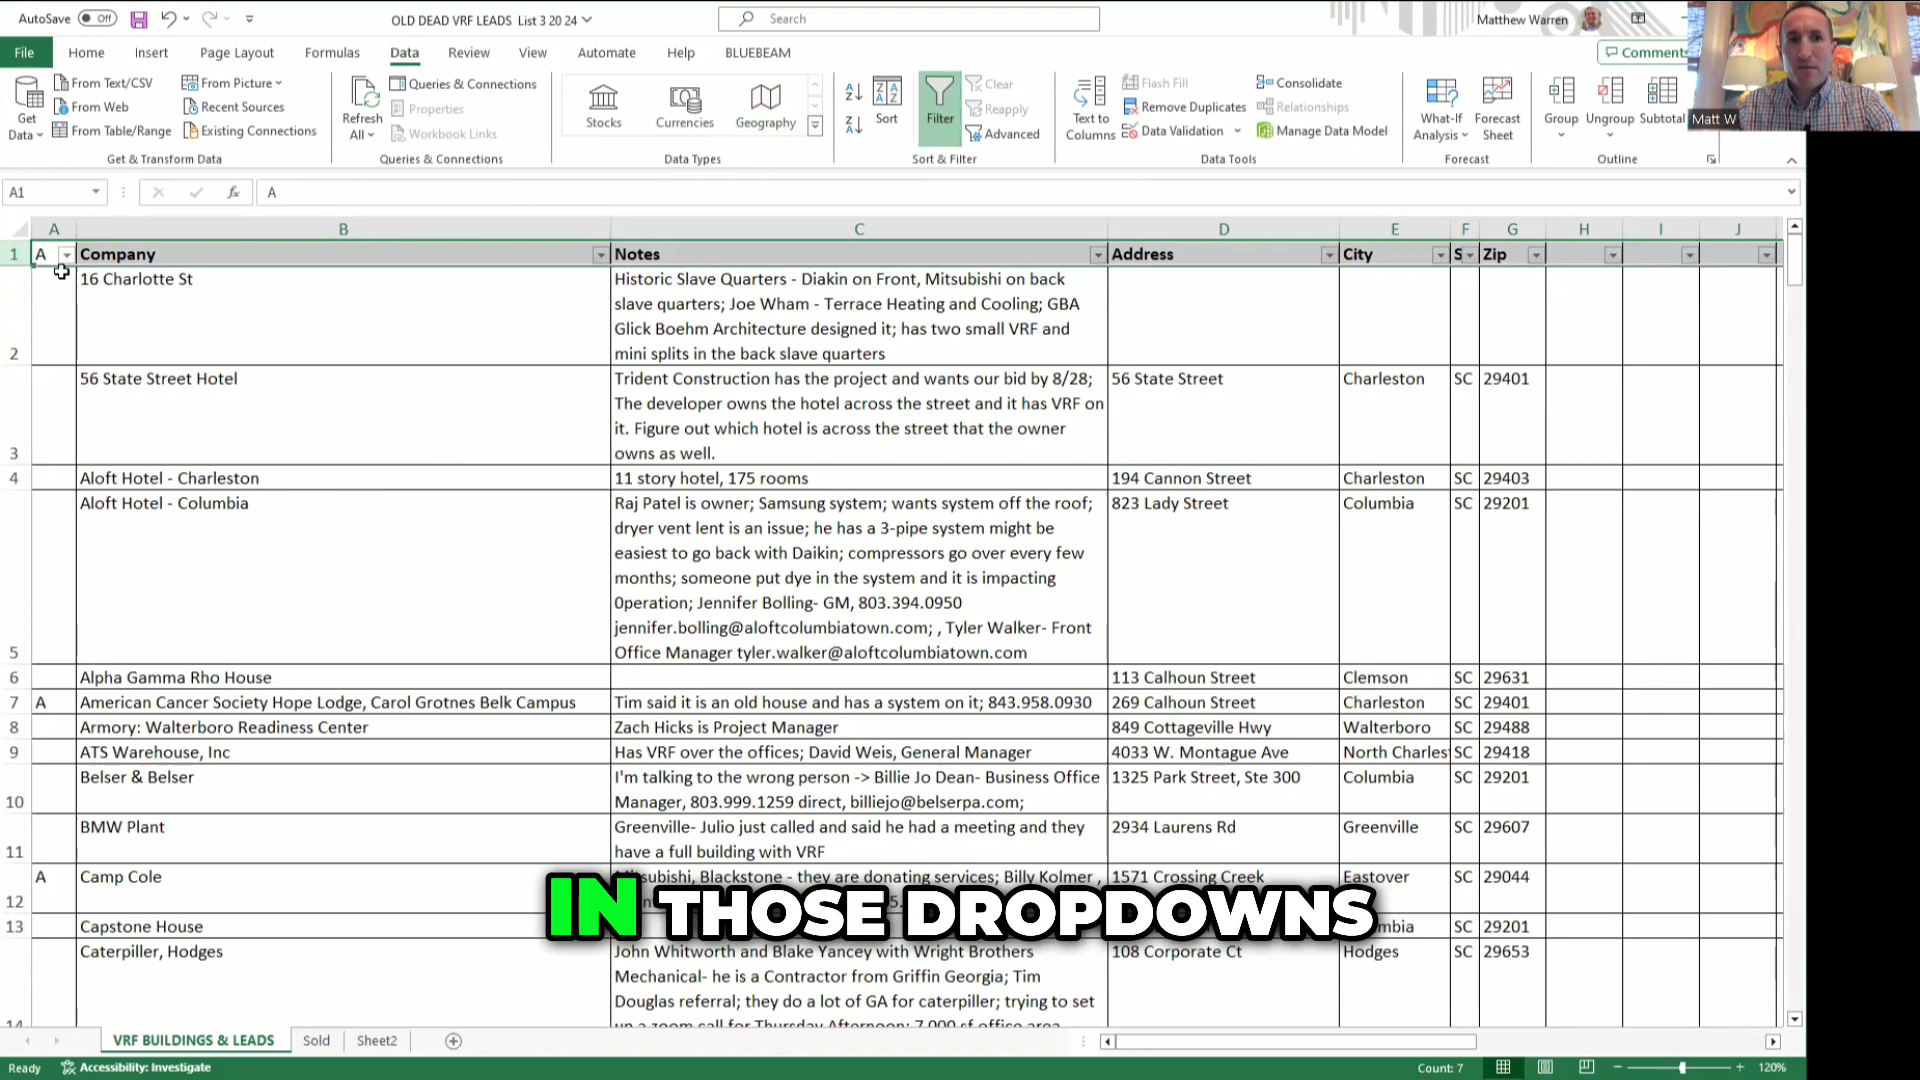 AutoSave Off
OLD DEAD VRF LEADS List 3 20 24
Search
Matthew Warren
File Home Insert Page Layout Formulas Data Review View Automate Help BLUEBEAM
Comments
Get Data
From Text/CSV
From Web
From Table/Range
From Picture
Recent Sources
Existing Connections
Get & Transform Data
Refresh All
Queries & Connections
Properties
Workbook Links
Queries & Connections
Stocks Currencies Geography
Data Types
Sort
Filter
Clear
Reapply
Advanced
Sort & Filter
Text to Columns
Flash Fill
Remove Duplicates
Data Validation
Consolidate
Relationships
Manage Data Model
Data Tools
What-If Analysis
Forecast Sheet
Forecast
Group Ungroup Subtotal
Outline
Matt W
A1 fx A
A B C D E F G H I J
1 A Company Notes Address City S Zip
2 16 Charlotte St
Historic Slave Quarters - Diakin on Front, Mitsubishi on back
slave quarters; Joe Wham - Terrace Heating and Cooling; GBA
Glick Boehm Architecture designed it; has two small VRF and
mini splits in the back slave quarters
3 56 State Street Hotel
Trident Construction has the project and wants our bid by 8/28;
The developer owns the hotel across the street and it has VRF on
it. Figure out which hotel is across the street that the owner
owns as well.
56 State Street Charleston SC 29401
4 Aloft Hotel - Charleston 11 story hotel, 175 rooms 194 Cannon Street Charleston SC 29403
5 Aloft Hotel - Columbia
Raj Patel is owner; Samsung system; wants system off the roof;
dryer vent lent is an issue; he has a 3-pipe system might be
easiest to go back with Daikin; compressors go over every few
months; someone put dye in the system and it is impacting
0peration; Jennifer Bolling- GM, 803.394.0950
jennifer.bolling@aloftcolumbiatown.com; , Tyler Walker- Front
Office Manager tyler.walker@aloftcolumbiatown.com
823 Lady Street Columbia SC 29201
6 Alpha Gamma Rho House 113 Calhoun Street Clemson SC 29631
7 A American Cancer Society Hope Lodge, Carol Grotnes Belk Campus Tim said it is an old house and has a system on it; 843.958.0930 269 Calhoun Street Charleston SC 29401
8 Armory: Walterboro Readiness Center Zach Hicks is Project Manager 849 Cottageville Hwy Walterboro SC 29488
9 ATS Warehouse, Inc Has VRF over the offices; David Weis, General Manager 4033 W. Montague Ave North Charles SC 29418
10 Belser & Belser
I'm talking to the wrong person -> Billie Jo Dean- Business Office
Manager, 803.999.1259 direct, billiejo@belserpa.com;
1325 Park Street, Ste 300 Columbia SC 29201
11 BMW Plant
Greenville- Julio just called and said he had a meeting and they
have a full building with VRF
2934 Laurens Rd Greenville SC 29607
12 A Camp Cole
Blackstone - they are donating services; Billy Kolmer ,
1571 Crossing Creek Eastover SC 29044
IN THOSE DROPDOWNS
13 Capstone House SC 29201
14 Caterpiller, Hodges
John Whitworth and Blake Yancey with Wright Brothers
Mechanical- he is a Contractor from Griffin Georgia; Tim
Douglas referral; they do a lot of GA for caterpiller; trying to set
up a zoom call for Thursday Afternoon; 7,000 sf office area
108 Corporate Ct Hodges SC 29653
VRF BUILDINGS & LEADS Sold Sheet2
Ready Accessibility: Investigate Count: 7 120%